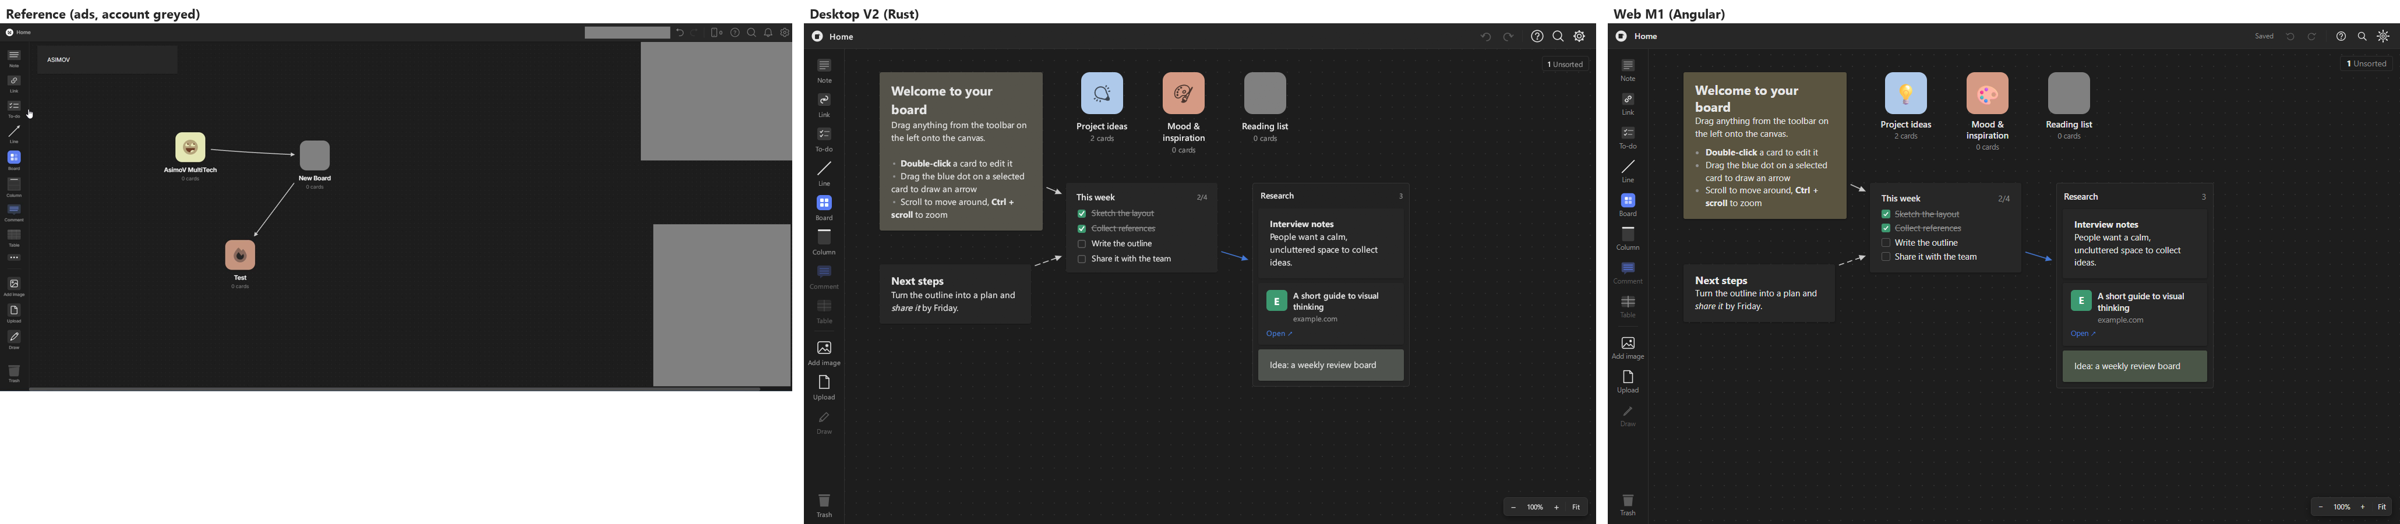 Reference (ads, account greyed)
Home
Note
Link
To-do
Line
Board
Column
Comment
Table
Add image
Upload
Draw
Trash
ASIMOV
AsimoV MultiTech
0 cards
New Board
0 cards
Test
0 cards
Desktop V2 (Rust)
Home
Note
Link
To-do
Line
Board
Column
Comment
Table
Add image
Upload
Draw
Trash
1 Unsorted
Welcome to your
board
Drag anything from the toolbar on
the left onto the canvas.
• Double-click a card to edit it
• Drag the blue dot on a selected
card to draw an arrow
• Scroll to move around, Ctrl +
scroll to zoom
Project ideas
2 cards
Mood &
inspiration
0 cards
Reading list
0 cards
This week
2/4
Sketch the layout
Collect references
Write the outline
Share it with the team
Next steps
Turn the outline into a plan and
share it by Friday.
Research
3
Interview notes
People want a calm,
uncluttered space to collect
ideas.
E
A short guide to visual
thinking
example.com
Open ↗
Idea: a weekly review board
− 100% + Fit
Web M1 (Angular)
Home
Saved
Note
Link
To-do
Line
Board
Column
Comment
Table
Add image
Upload
Draw
Trash
1 Unsorted
Welcome to your
board
Drag anything from the toolbar on
the left onto the canvas.
• Double-click a card to edit it
• Drag the blue dot on a selected
card to draw an arrow
• Scroll to move around, Ctrl +
scroll to zoom
Project ideas
2 cards
Mood &
inspiration
0 cards
Reading list
0 cards
This week
2/4
Sketch the layout
Collect references
Write the outline
Share it with the team
Next steps
Turn the outline into a plan and
share it by Friday.
Research
3
Interview notes
People want a calm,
uncluttered space to collect
ideas.
E
A short guide to visual
thinking
example.com
Open ↗
Idea: a weekly review board
− 100% + Fit